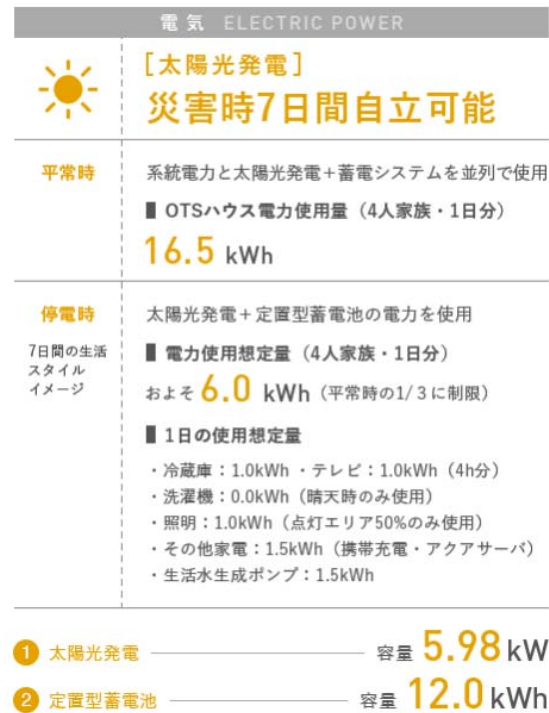 電気 ELECTRIC POWER
[太陽光発電]
災害時7日間自立可能
平常時
系統電力と太陽光発電+蓄電システムを並列で使用
■ OTSハウス電力使用量(4人家族・1日分)
16.5 kWh
停電時
7日間の生活
スタイル
イメージ
太陽光発電+定置型蓄電池の電力を使用
■ 電力使用想定量(4人家族・1日分)
およそ 6.0 kWh(平常時の1/3に制限)
■ 1日の使用想定量
・冷蔵庫:1.0kWh ・テレビ:1.0kWh(4h分)
・洗濯機:0.0kWh(晴天時のみ使用)
・照明:1.0kWh(点灯エリア50%のみ使用)
・その他家電:1.5kWh(携帯充電・アクアサーバ)
・生活水生成ポンプ:1.5kWh
1 太陽光発電 容量 5.98 kW
2 定置型蓄電池 容量 12.0 kWh